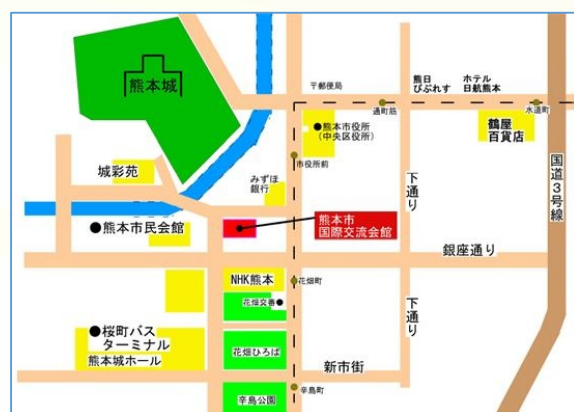 熊本城
〒郵便局
熊日
びぷれす
ホテル
日航熊本
通町筋
水道町
●熊本市役所
(中央区役所)
鶴屋
百貨店
市役所前
城彩苑
みずほ
銀行
下通り
国道3号線
●熊本市民会館
熊本市
国際交流会館
銀座通り
NHK熊本
花畑町
花畑交番●
下通り
●桜町バス
ターミナル
熊本城ホール
花畑ひろば
新市街
辛島公園
辛島町